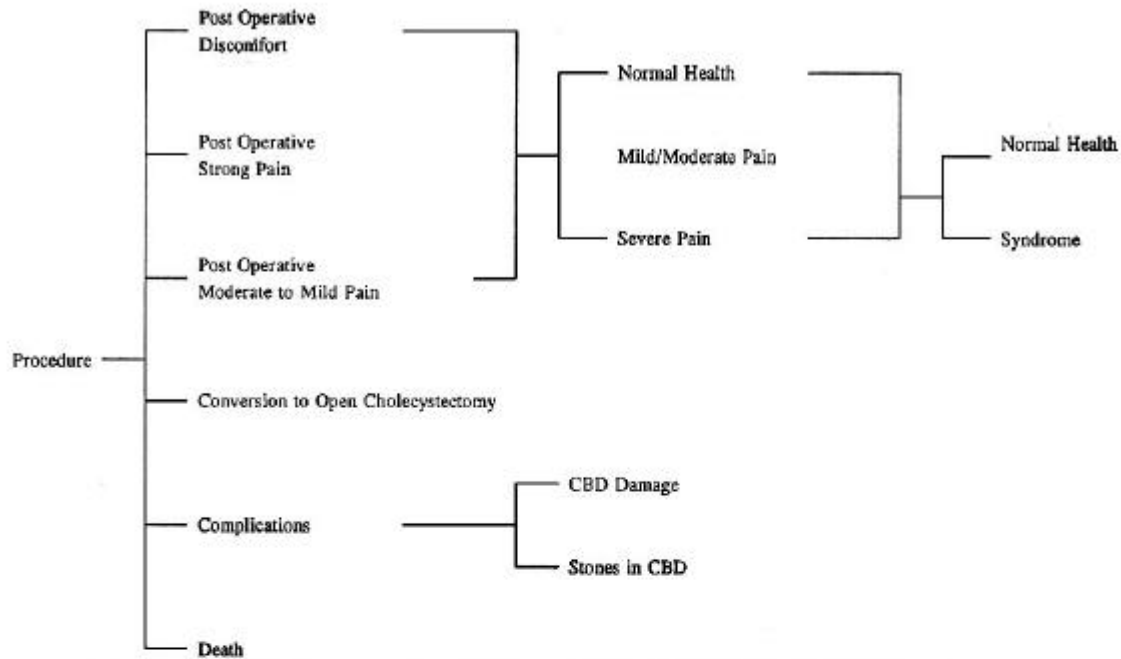 Post Operative
Discomfort
Normal Health
Post Operative
Strong Pain
Mild/Moderate Pain
Normal Health
Severe Pain
Syndrome
Post Operative
Moderate to Mild Pain
Procedure
Conversion to Open Cholecystectomy
CBD Damage
Complications
Stones in CBD
Death